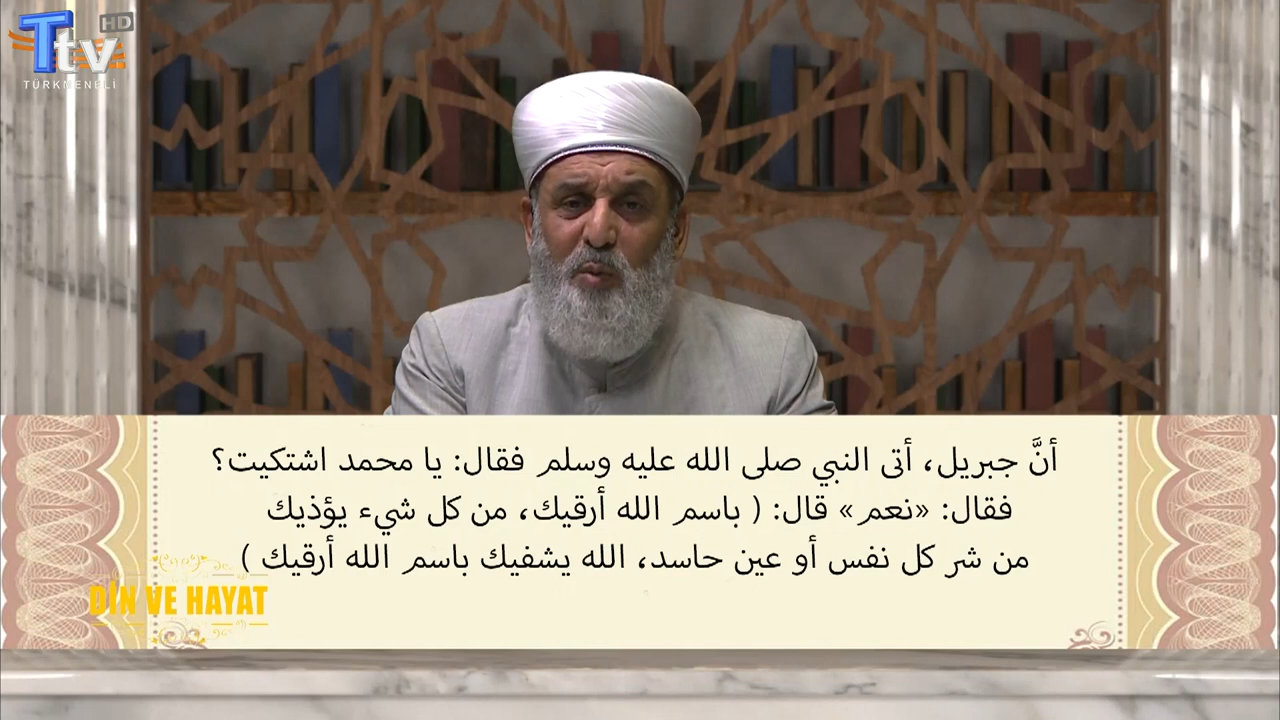 Ttv HD
TÜRKMENELİ
أنَّ جبريل، أتى النبي صلى الله عليه وسلم فقال: يا محمد اشتكيت؟
فقال: «نعم» قال: ( باسم الله أرقيك، من كل شيء يؤذيك
من شر كل نفس أو عين حاسد، الله يشفيك باسم الله أرقيك )
DİN VE HAYAT